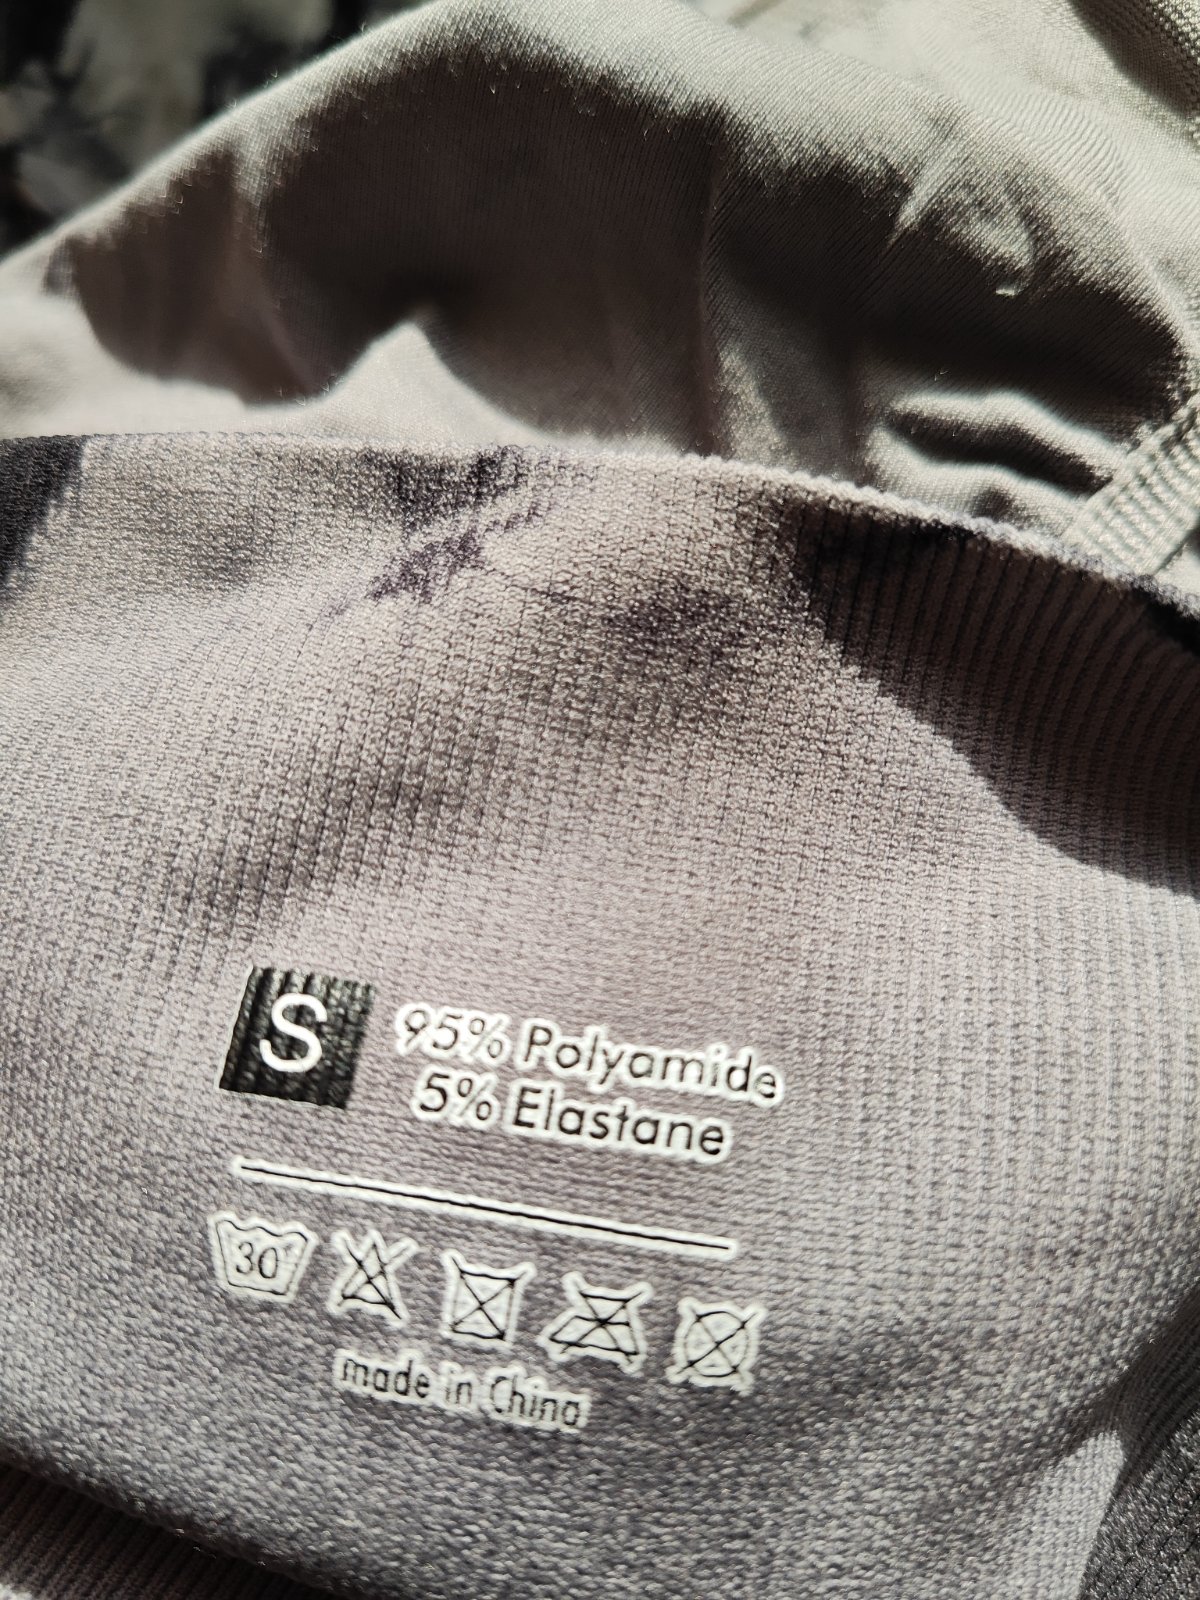 S
95% Polyamide
5% Elastane
30
made in China